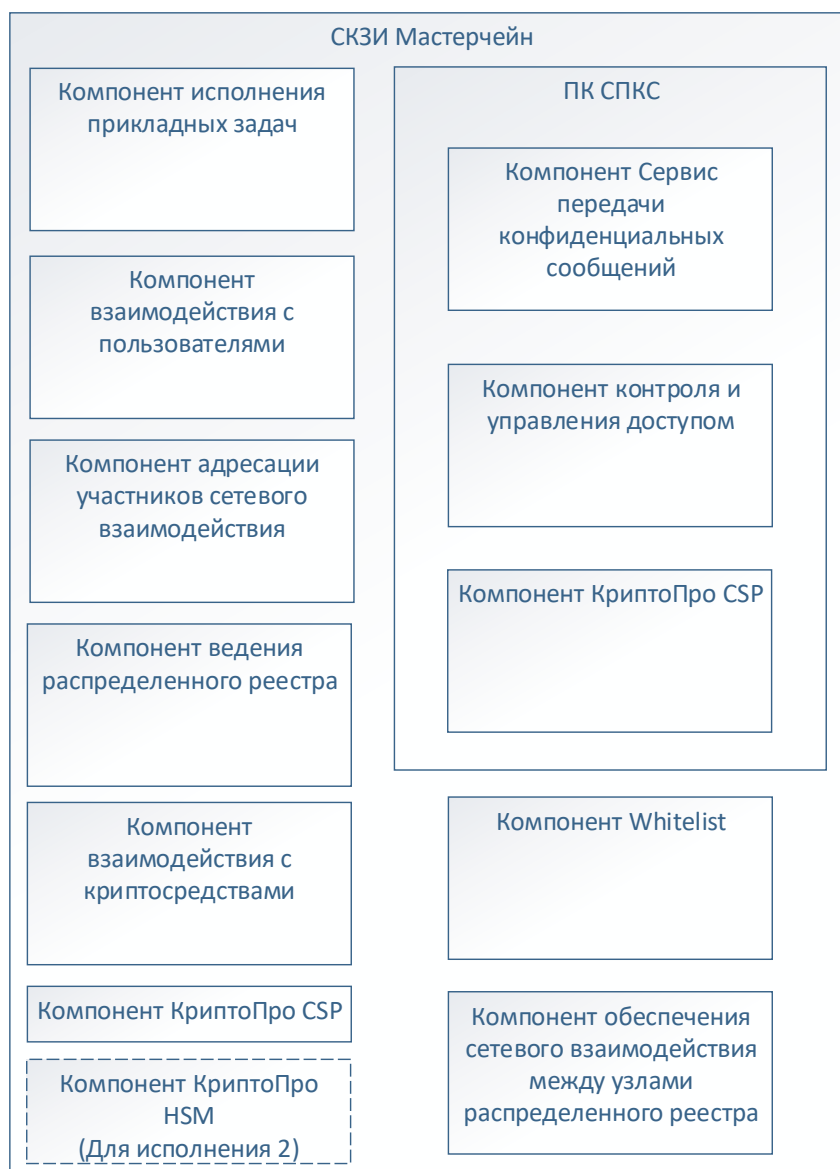 СКЗИ Мастерчейн
Компонент исполнения
прикладных задач
Компонент
взаимодействия с
пользователями
Компонент адресации
участников сетевого
взаимодействия
Компонент ведения
распределенного реестра
Компонент
взаимодействия с
криптосредствами
Компонент КриптоПро CSP
Компонент КриптоПро
HSM
(Для исполнения 2)
ПК СПКС
Компонент Сервис
передачи
конфиденциальных
сообщений
Компонент контроля и
управления доступом
Компонент КриптоПро CSP
Компонент Whitelist
Компонент обеспечения
сетевого взаимодействия
между узлами
распределенного реестра